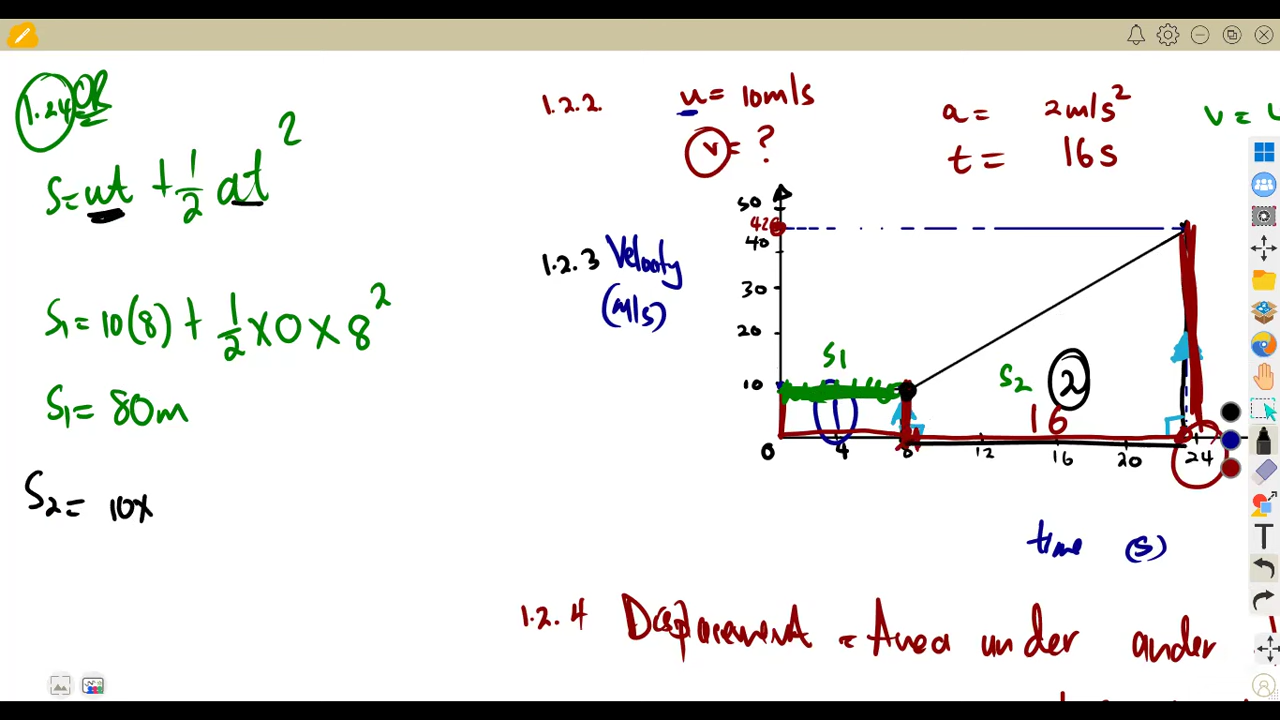 1.24 OR
S=ut +1/2 at²
S₁= 10(8) + 1/2 ×0 × 8²
S₁= 80m
S₂= 10×
1.2.2. u= 10m/s a= 2m/s²
v= ? t= 16s
v=
1.2.3 Velocity
(m/s)
50
42
40
30
20
10
0
S1
1
S2 2
16
4 8 12 16 20 24
time (s)
1.2.4 Displacement = Area under under